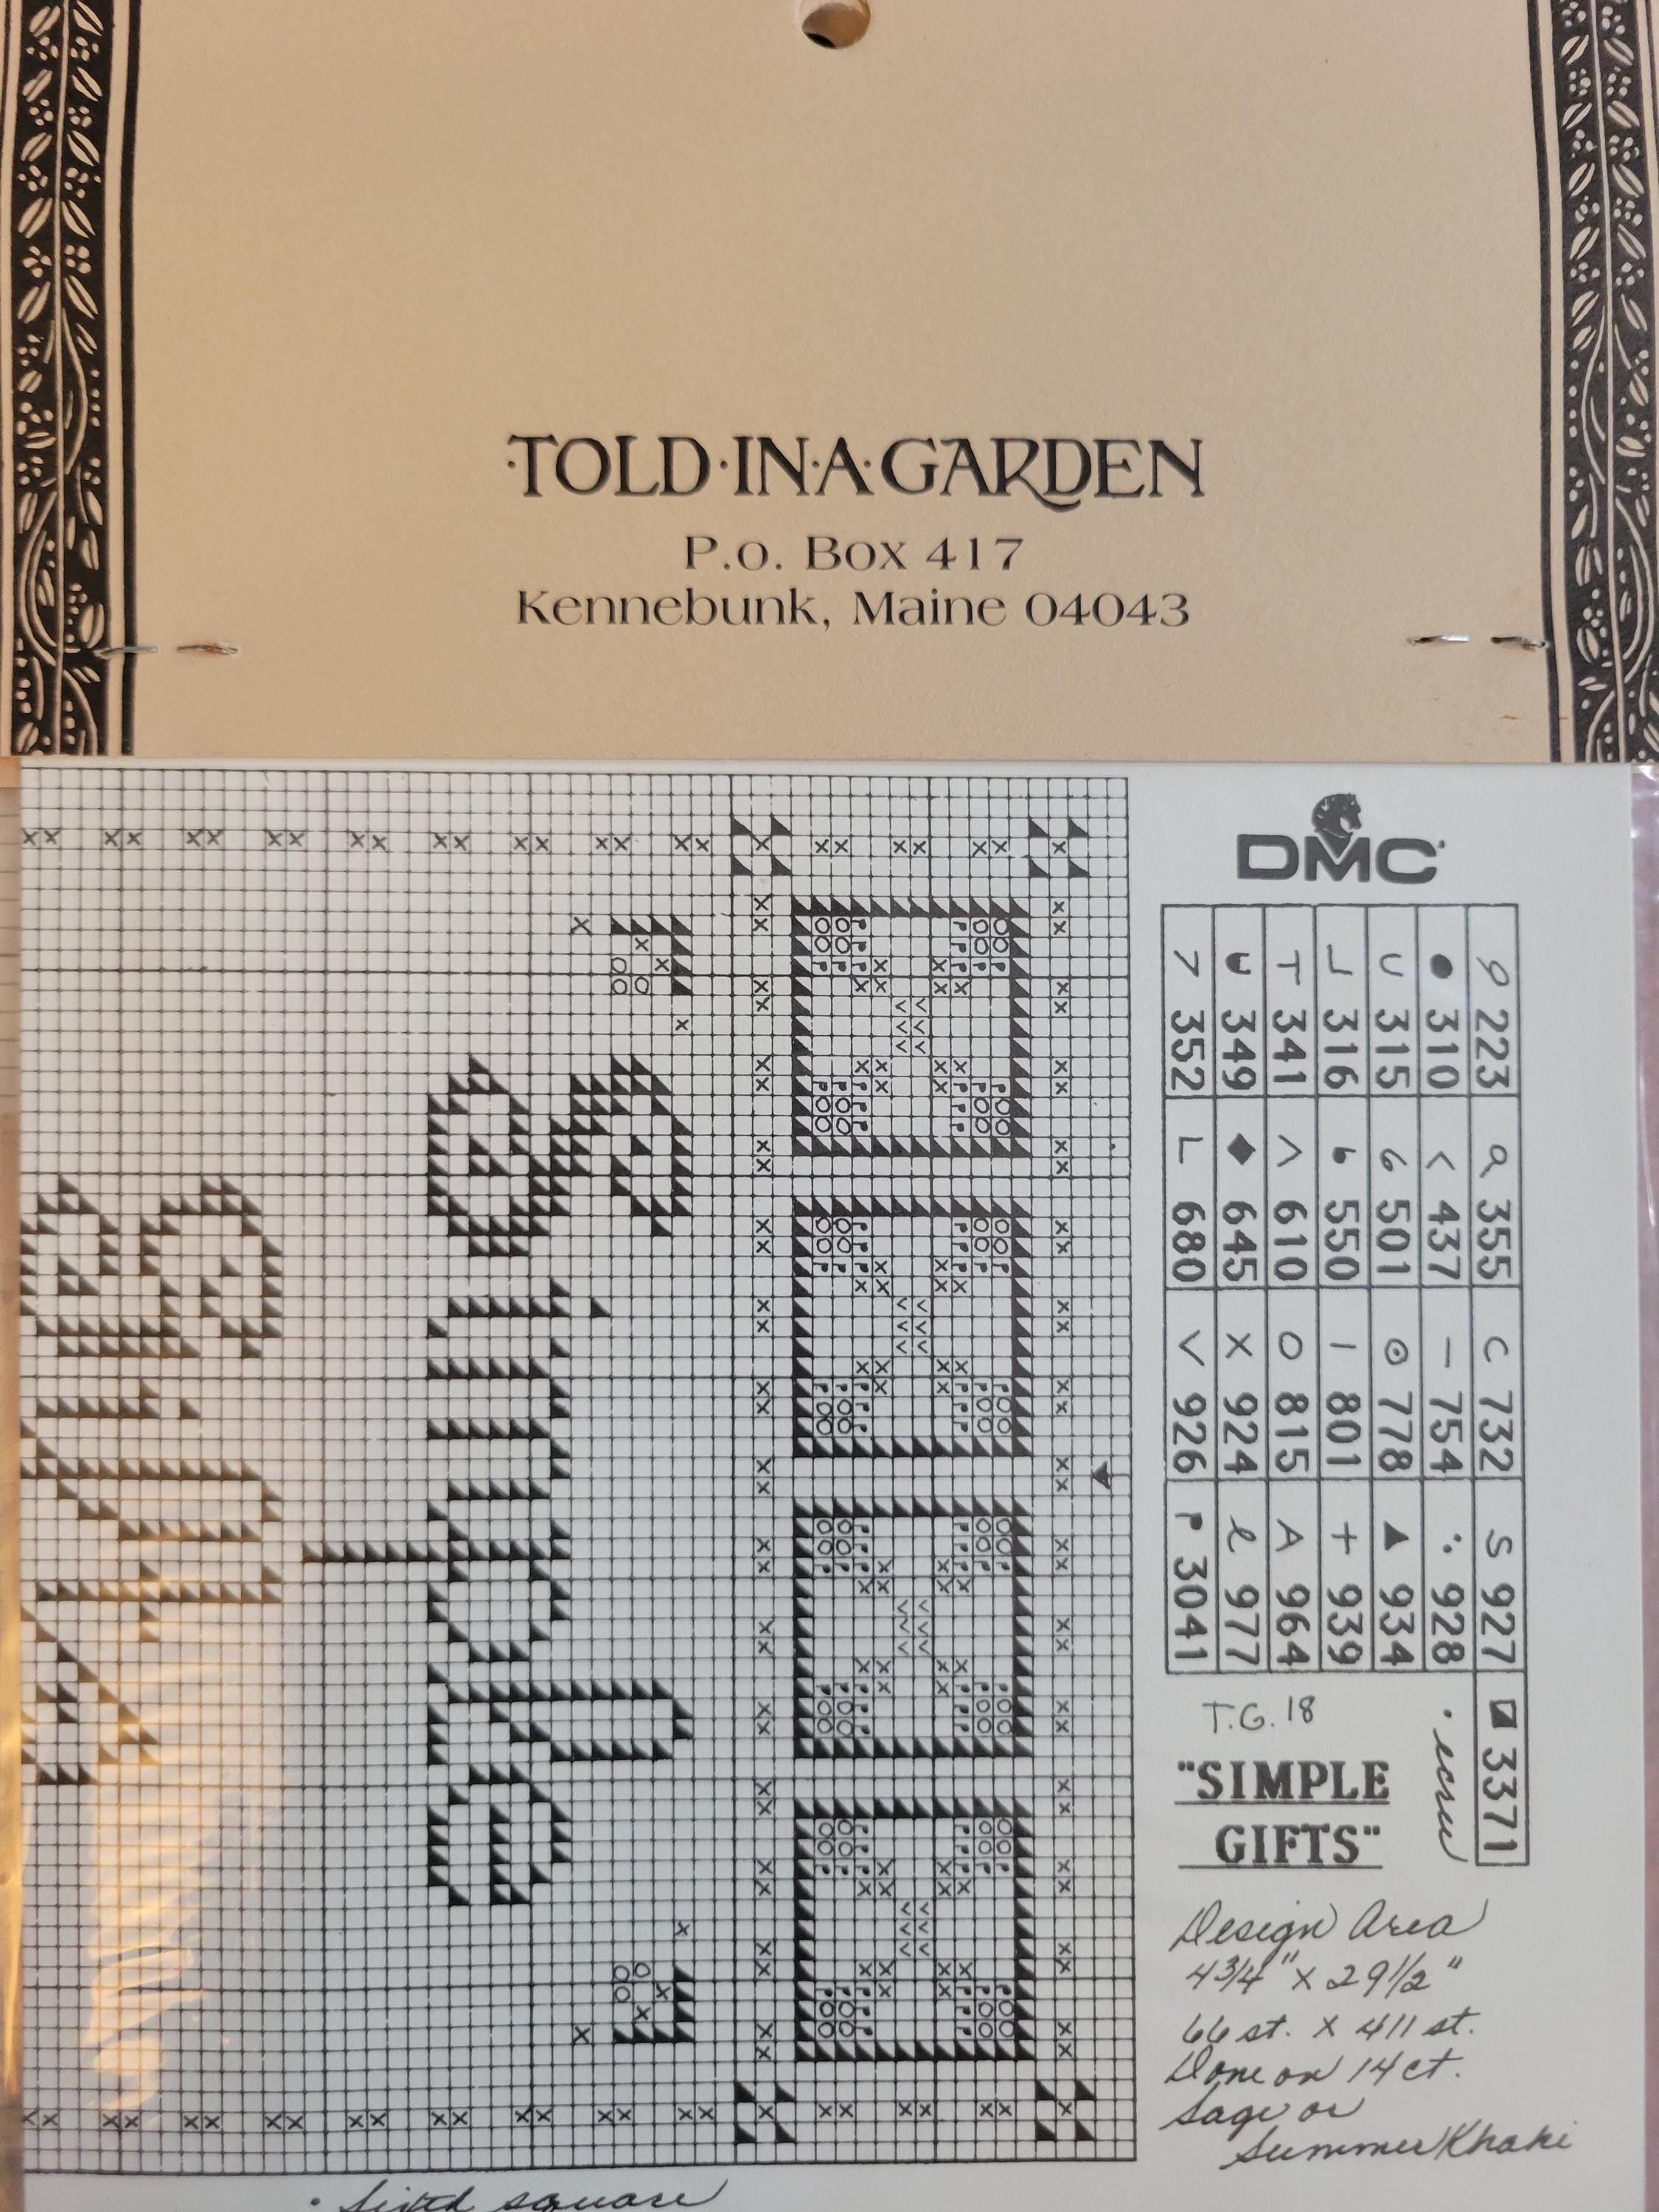 ·TOLD·IN·A·GARDEN
P.O. Box 417
Kennebunk, Maine 04043
DMC
223 355 732 927 3371
310 437 754 928 · ecru
315 501 778 934
316 550 801 939
341 610 815 964
349 645 924 977
352 680 926 3041
T.G. 18
"SIMPLE
GIFTS"
Design Area
4 3/4" x 29 1/2"
66 st. x 411 st.
Done on 14 ct.
Sage or
Summer Khaki
square